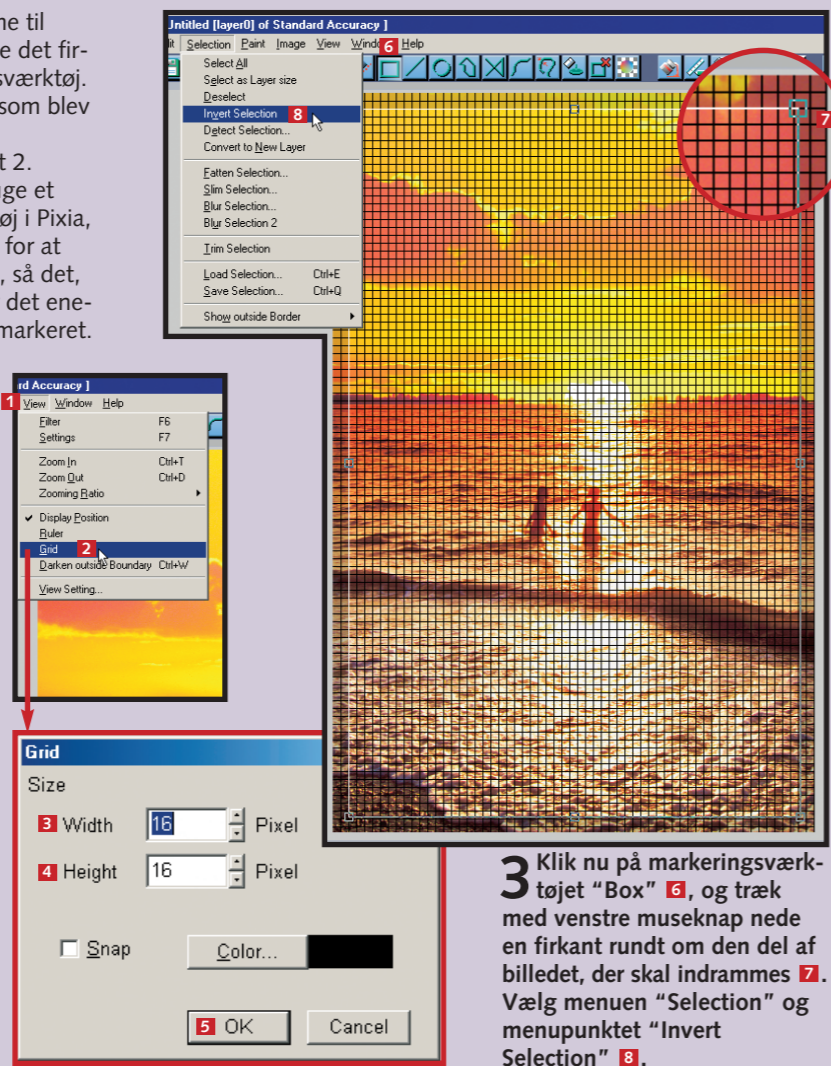 ne til
e det fir-
sværktøj.
som blev
t 2.
uge et
øj i Pixia,
for at
, så det,
det ene-
markeret.
Untitled [layer0] of Standard Accuracy ]
it Selection Paint Image View Windo 6 Help
Select All
Select as Layer size
Deselect
Invert Selection 8
Detect Selection...
Convert to New Layer
Fatten Selection...
Slim Selection...
Blur Selection...
Blur Selection 2
Trim Selection
Load Selection... Ctrl+E
Save Selection... Ctrl+Q
Show outside Border
7
rd Accuracy ]
1 View Window Help
Filter F6
Settings F7
Zoom In Ctrl+T
Zoom Out Ctrl+D
Zooming Ratio
Display Position
Ruler
Grid 2
Darken outside Boundary Ctrl+W
View Setting...
Grid
Size
3 Width 16 Pixel
4 Height 16 Pixel
Snap Color...
5 OK Cancel
3 Klik nu på markeringsværk-
tøjet “Box” 6, og træk
med venstre museknap nede
en firkant rundt om den del af
billedet, der skal indrammes 7.
Vælg menuen “Selection” og
menupunktet “Invert
Selection” 8.